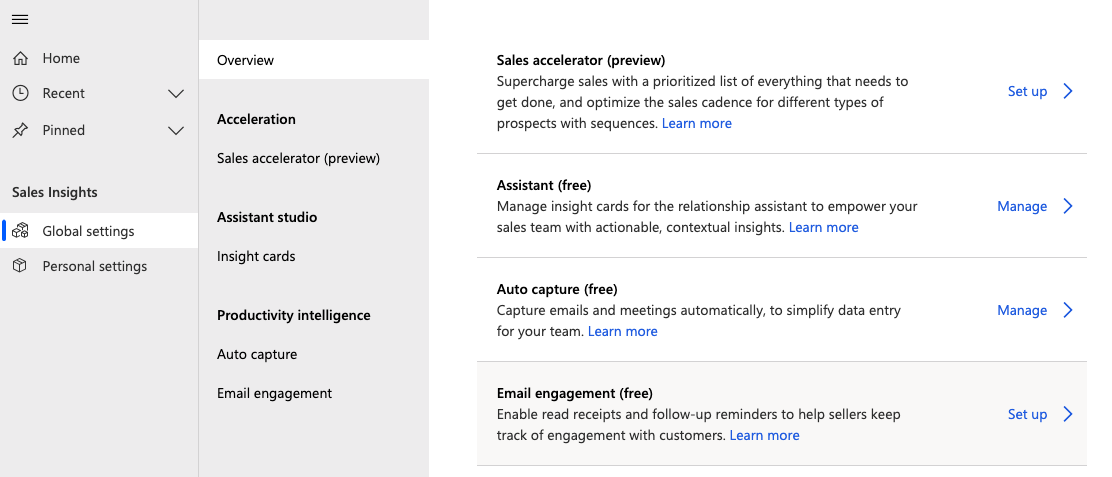 Home
Recent
Pinned
Sales Insights
Global settings
Personal settings
Overview
Acceleration
Sales accelerator (preview)
Assistant studio
Insight cards
Productivity intelligence
Auto capture
Email engagement
Sales accelerator (preview)
Supercharge sales with a prioritized list of everything that needs to
get done, and optimize the sales cadence for different types of
prospects with sequences. Learn more
Set up
Assistant (free)
Manage insight cards for the relationship assistant to empower your
sales team with actionable, contextual insights. Learn more
Manage
Auto capture (free)
Capture emails and meetings automatically, to simplify data entry
for your team. Learn more
Manage
Email engagement (free)
Enable read receipts and follow-up reminders to help sellers keep
track of engagement with customers. Learn more
Set up